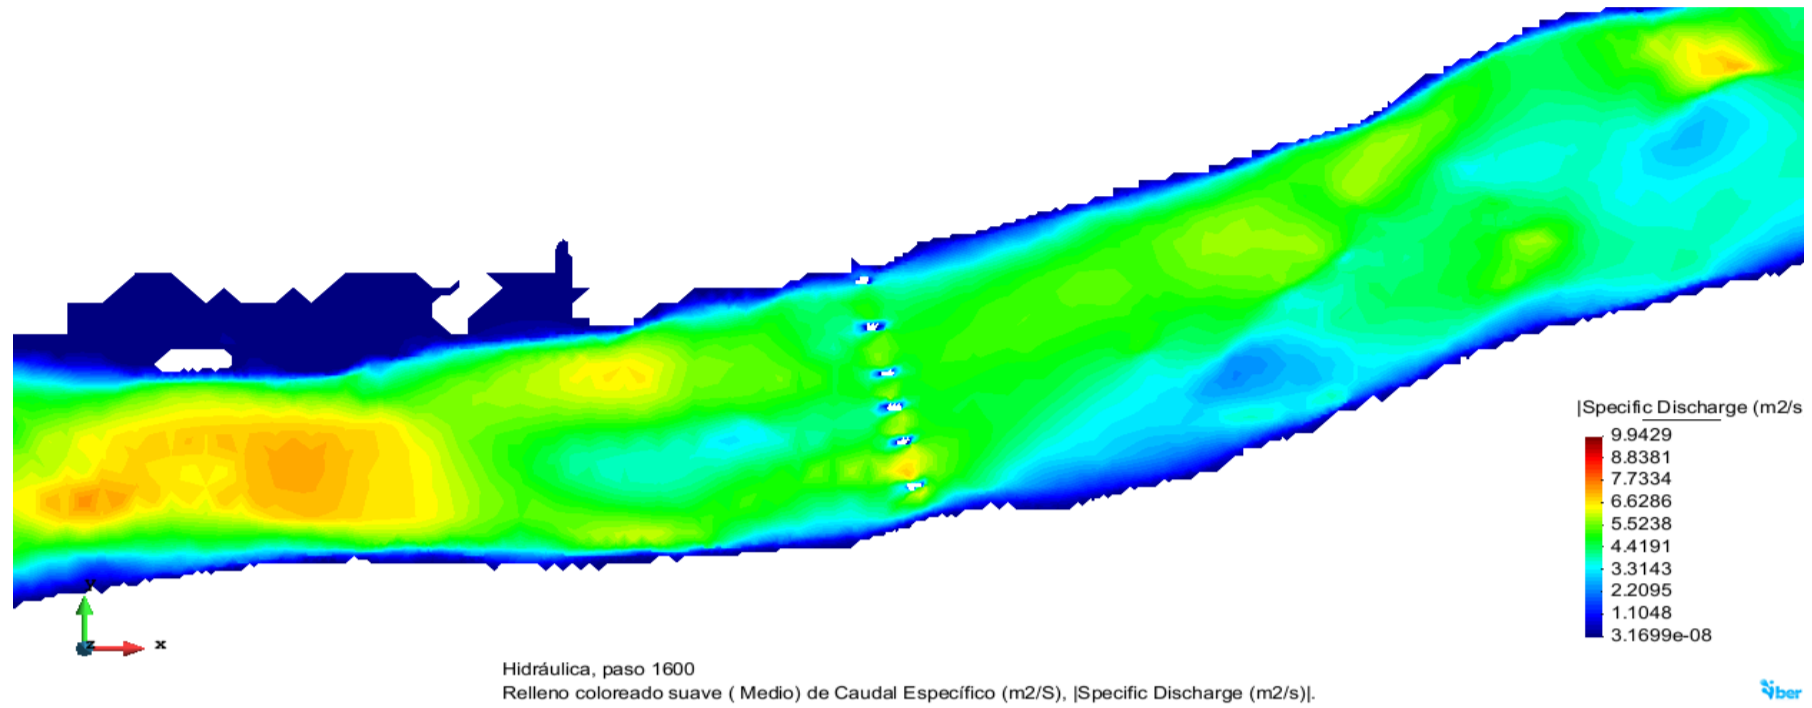 |Specific Discharge (m2/s
9.9429
8.8381
7.7334
6.6286
5.5238
4.4191
3.3143
2.2095
1.1048
3.1699e-08
Y
Z
x
Hidráulica, paso 1600
Relleno coloreado suave ( Medio) de Caudal Específico (m2/S), |Specific Discharge (m2/s)|.
iber